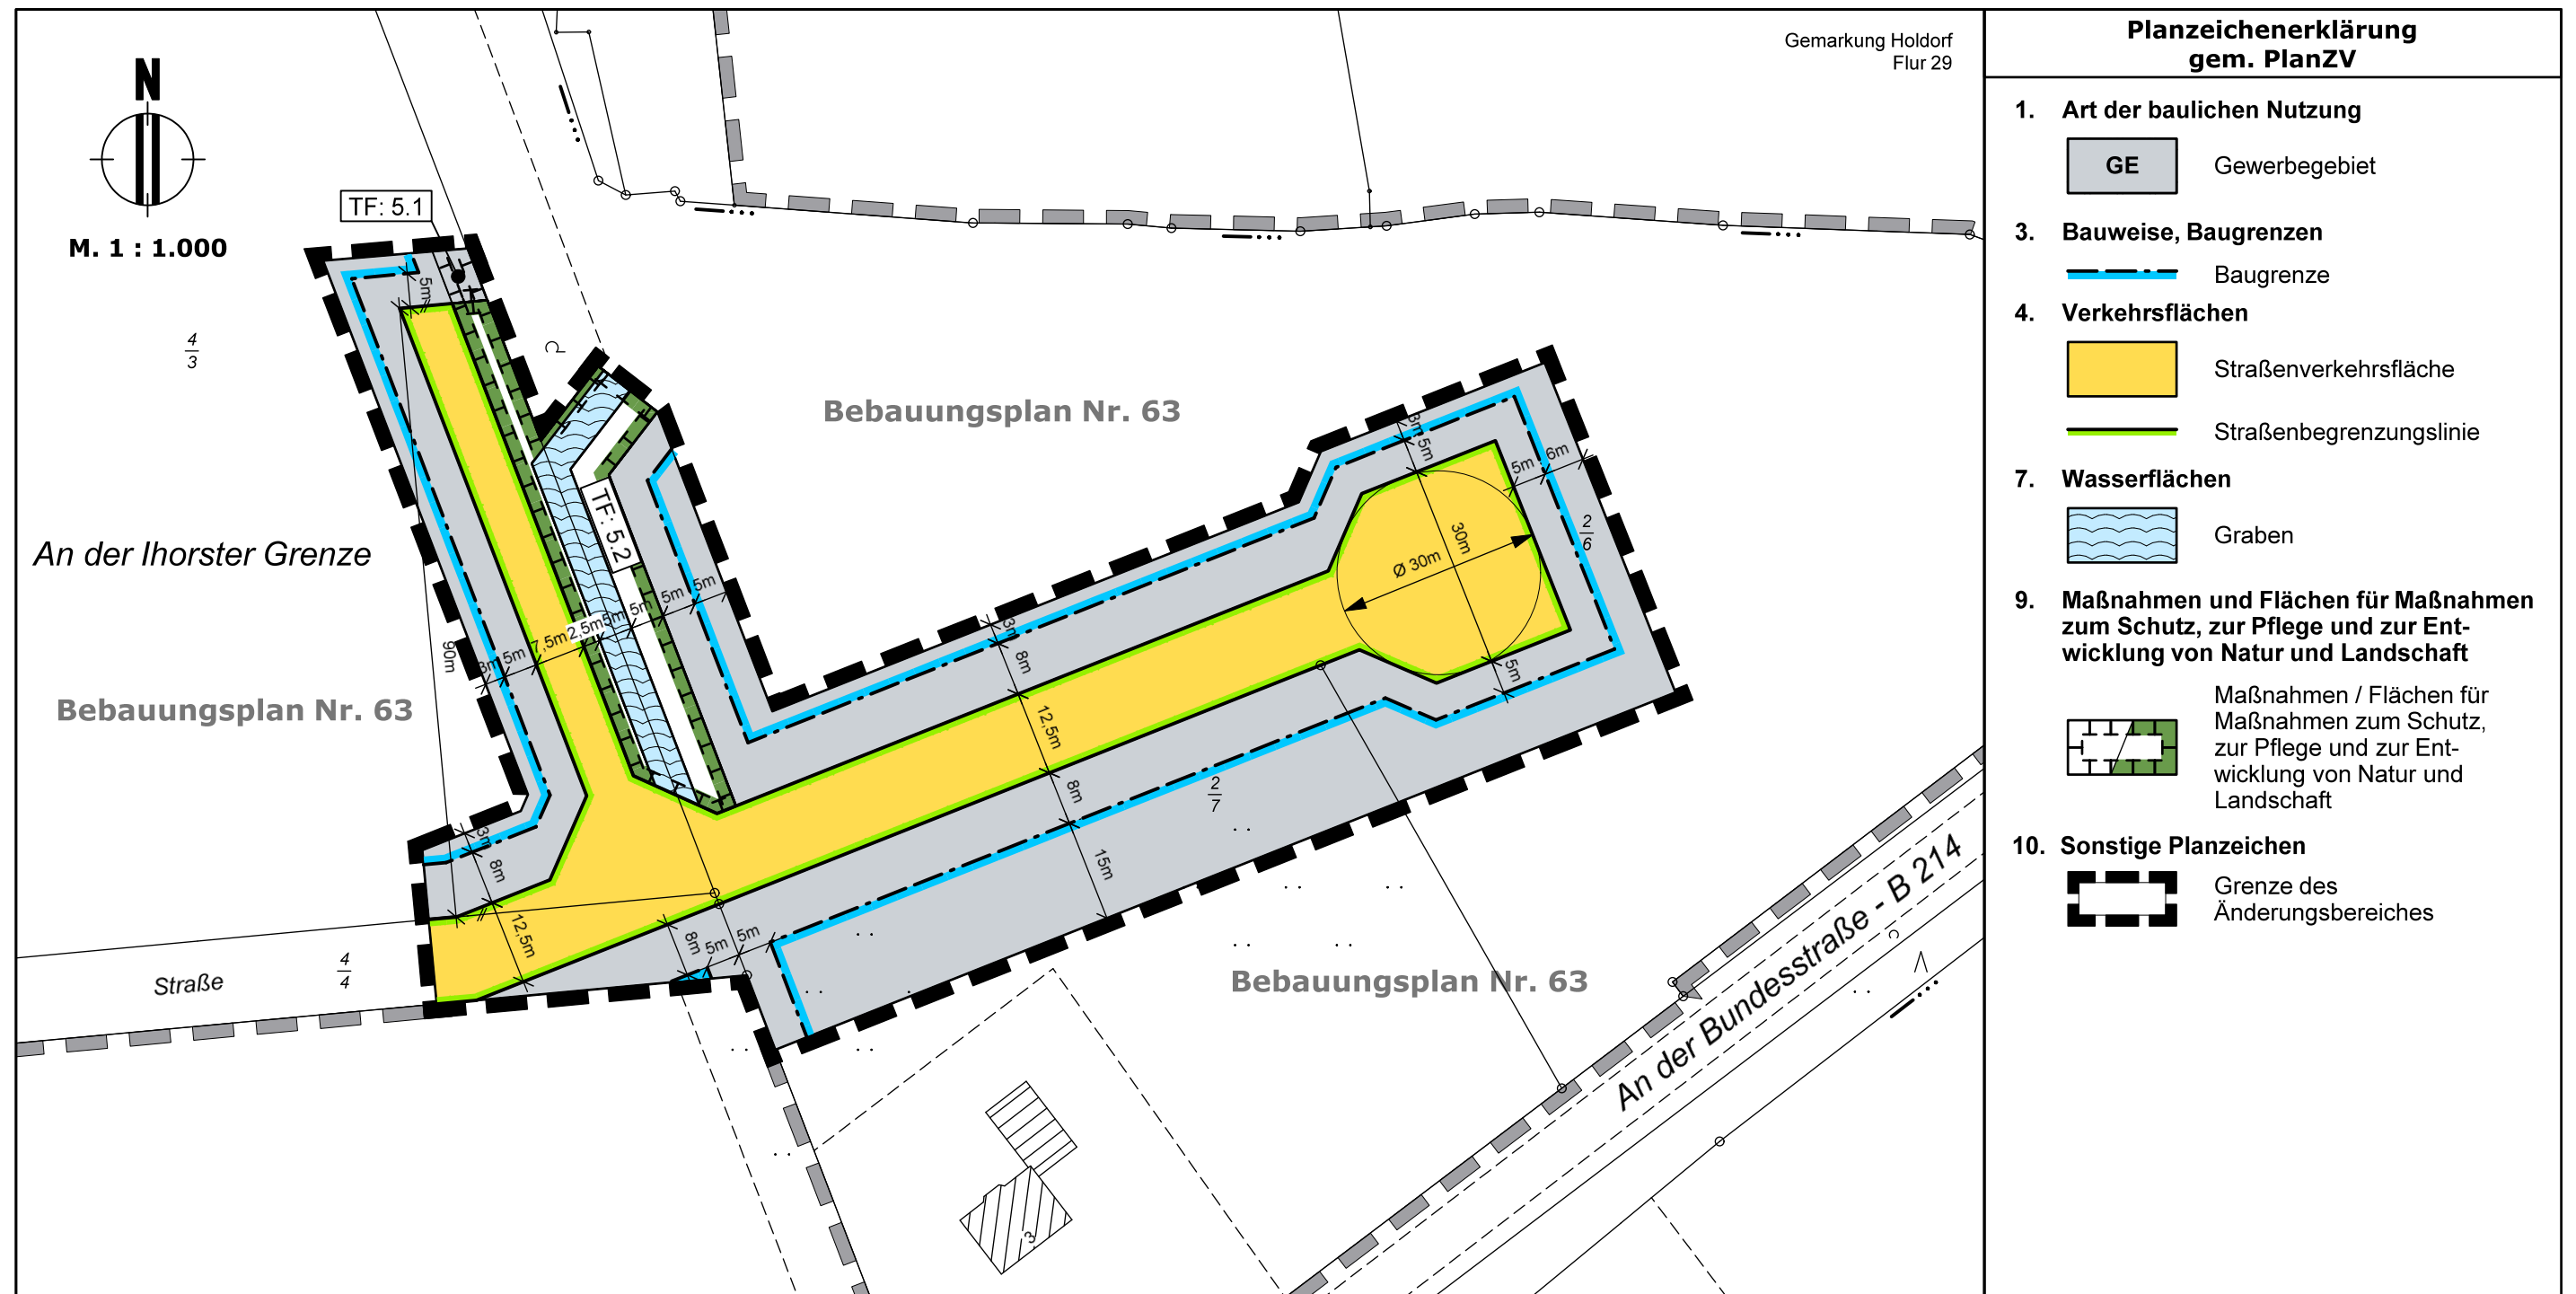 N
M. 1 : 1.000
TF: 5.1
Gemarkung Holdorf
Flur 29
4
3
An der Ihorster Grenze
Bebauungsplan Nr. 63
Bebauungsplan Nr. 63
TF: 5.2
5m
90m
3m
5m
7,5m
2,5m
5m
5m
5m
5m
3m
8m
12,5m
8m
15m
3m
5m
30m
Ø 30m
5m
6m
5m
2
6
2
7
3m
8m
12,5m
8m
5m
5m
Straße
4
4
Bebauungsplan Nr. 63
An der Bundesstraße - B 214
3
Planzeichenerklärung
gem. PlanZV
1. Art der baulichen Nutzung
GE Gewerbegebiet
3. Bauweise, Baugrenzen
Baugrenze
4. Verkehrsflächen
Straßenverkehrsfläche
Straßenbegrenzungslinie
7. Wasserflächen
Graben
9. Maßnahmen und Flächen für Maßnahmen
zum Schutz, zur Pflege und zur Ent-
wicklung von Natur und Landschaft
Maßnahmen / Flächen für
Maßnahmen zum Schutz,
zur Pflege und zur Ent-
wicklung von Natur und
Landschaft
10. Sonstige Planzeichen
Grenze des
Änderungsbereiches